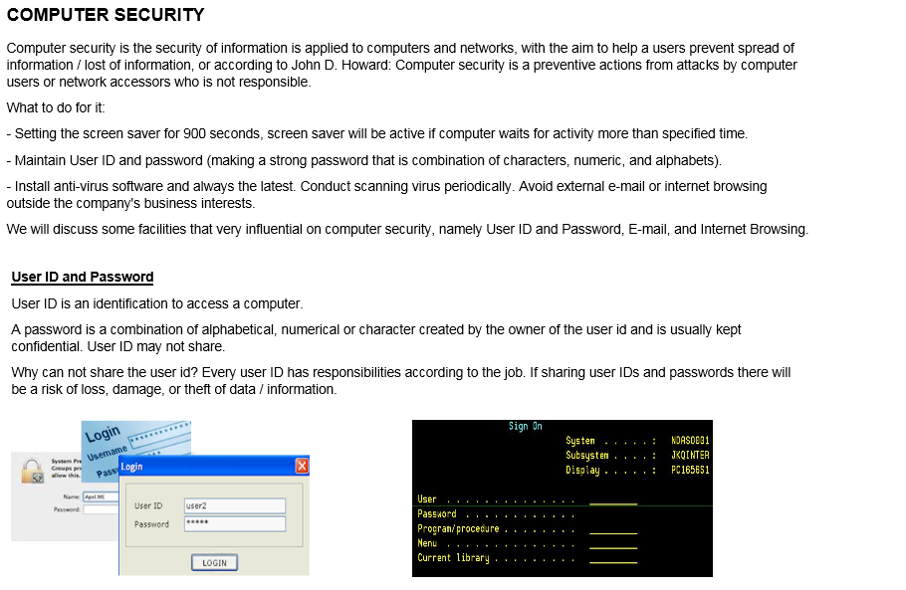 COMPUTER SECURITY
Computer security is the security of information is applied to computers and networks, with the aim to help a users prevent spread of
information / lost of information, or according to John D. Howard: Computer security is a preventive actions from attacks by computer
users or network accessors who is not responsible.
What to do for it:
- Setting the screen saver for 900 seconds, screen saver will be active if computer waits for activity more than specified time.
- Maintain User ID and password (making a strong password that is combination of characters, numeric, and alphabets).
- Install anti-virus software and always the latest. Conduct scanning virus periodically. Avoid external e-mail or internet browsing
outside the company's business interests.
We will discuss some facilities that very influential on computer security, namely User ID and Password, E-mail, and Internet Browsing.
User ID and Password
User ID is an identification to access a computer.
A password is a combination of alphabetical, numerical or character created by the owner of the user id and is usually kept
confidential. User ID may not share.
Why can not share the user id? Every user ID has responsibilities according to the job. If sharing user IDs and passwords there will
be a risk of loss, damage, or theft of data / information.
Login
Username
Pass
System Pre
Groups pr
allow this.
Name:
Password:
Login
User ID user2
Password *****
LOGIN
Sign On
System . . . . . :
Subsystem . . . . :
Display . . . . . :
JKQINTER
User . . . . . . . . . . . . . .
Password . . . . . . . . . . . .
Program/procedure . . . . . . . .
Menu . . . . . . . . . . . . . .
Current library . . . . . . . . .